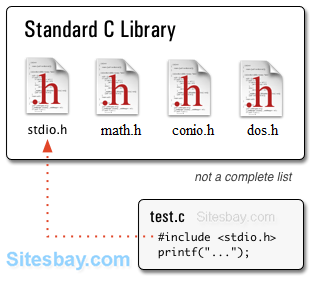 Standard C Library
.h .h .h .h
stdio.h math.h conio.h dos.h
not a complete list
test.c Sitesbay.com
#include <stdio.h>
printf("...");
Sitesbay.com